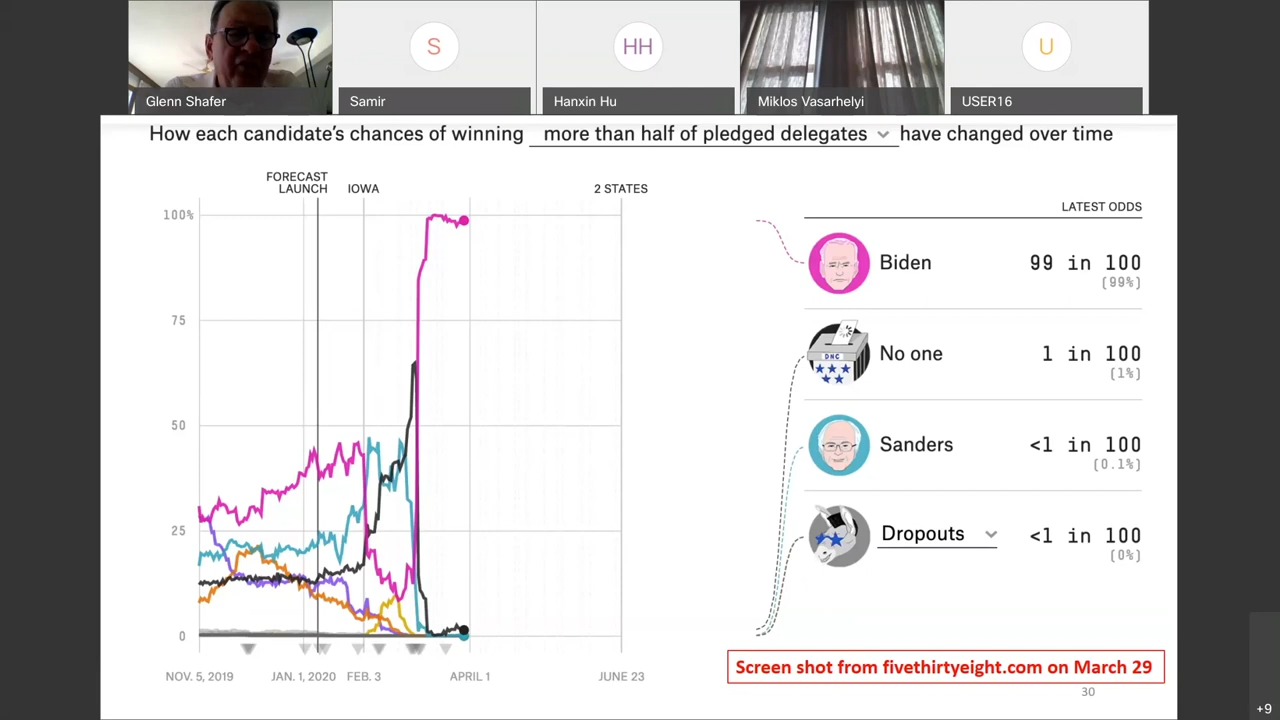 S
HH
U
Glenn Shafer
Samir
Hanxin Hu
Miklos Vasarhelyi
USER16
How each candidate's chances of winning more than half of pledged delegates have changed over time
FORECAST
LAUNCH
IOWA
2 STATES
100%
75
50
25
0
NOV. 5, 2019
JAN. 1, 2020
FEB. 3
APRIL 1
JUNE 23
LATEST ODDS
Biden 99 in 100
(99%)
DNC
No one 1 in 100
(1%)
Sanders <1 in 100
(0.1%)
Dropouts <1 in 100
(0%)
Screen shot from fivethirtyeight.com on March 29
30
+9